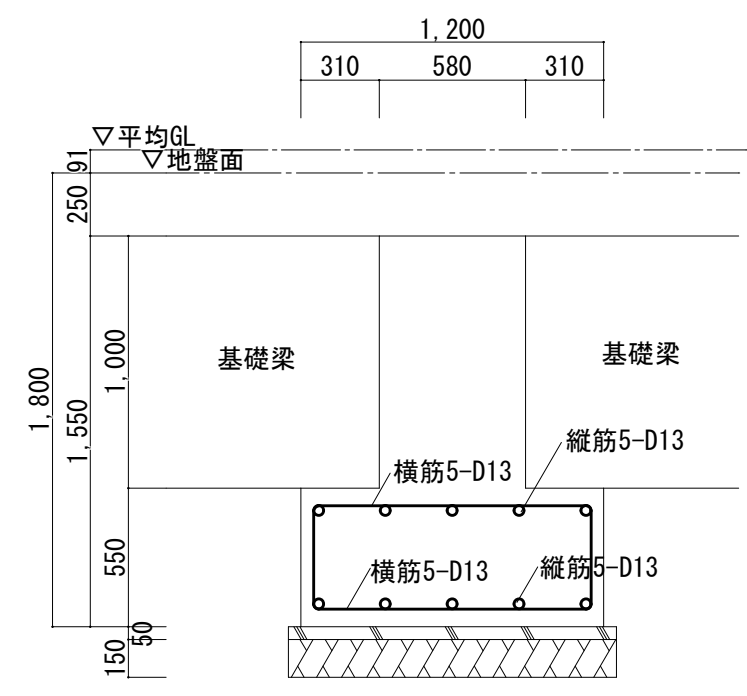 1,200
310 580 310
▽平均GL
▽地盤面
91
250
1,800
1,550
1,000
550
50
150
基礎梁
基礎梁
縦筋5-D13
横筋5-D13
横筋5-D13
縦筋5-D13